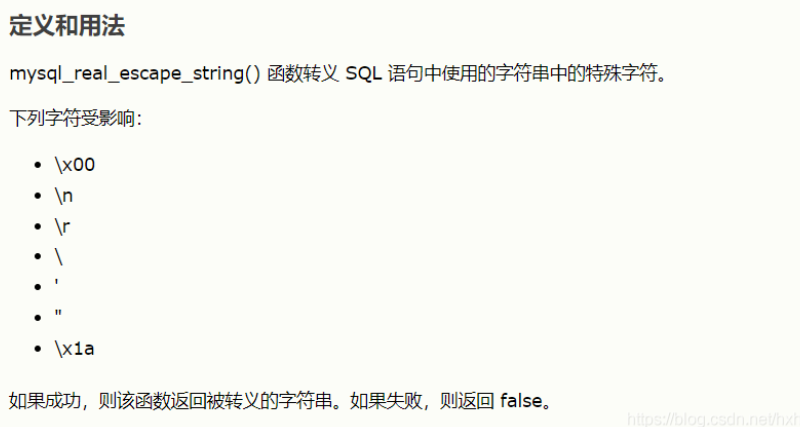 定义和用法
mysql_real_escape_string() 函数转义 SQL 语句中使用的字符串中的特殊字符。
下列字符受影响：
• \x00
• \n
• \r
• \
• '
• "
• \x1a
如果成功，则该函数返回被转义的字符串。如果失败，则返回 false。
https://blog.csdn.net/hxh